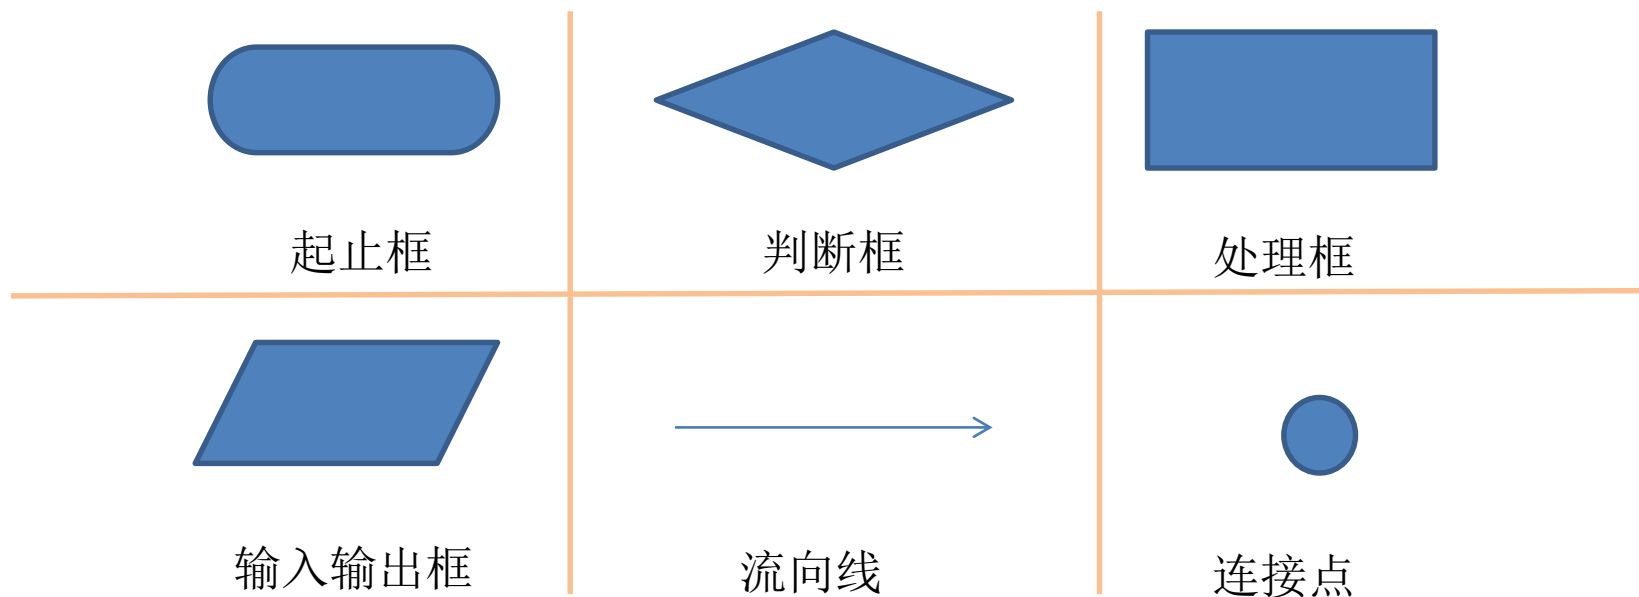 起止框
判断框
处理框
输入输出框
流向线
连接点